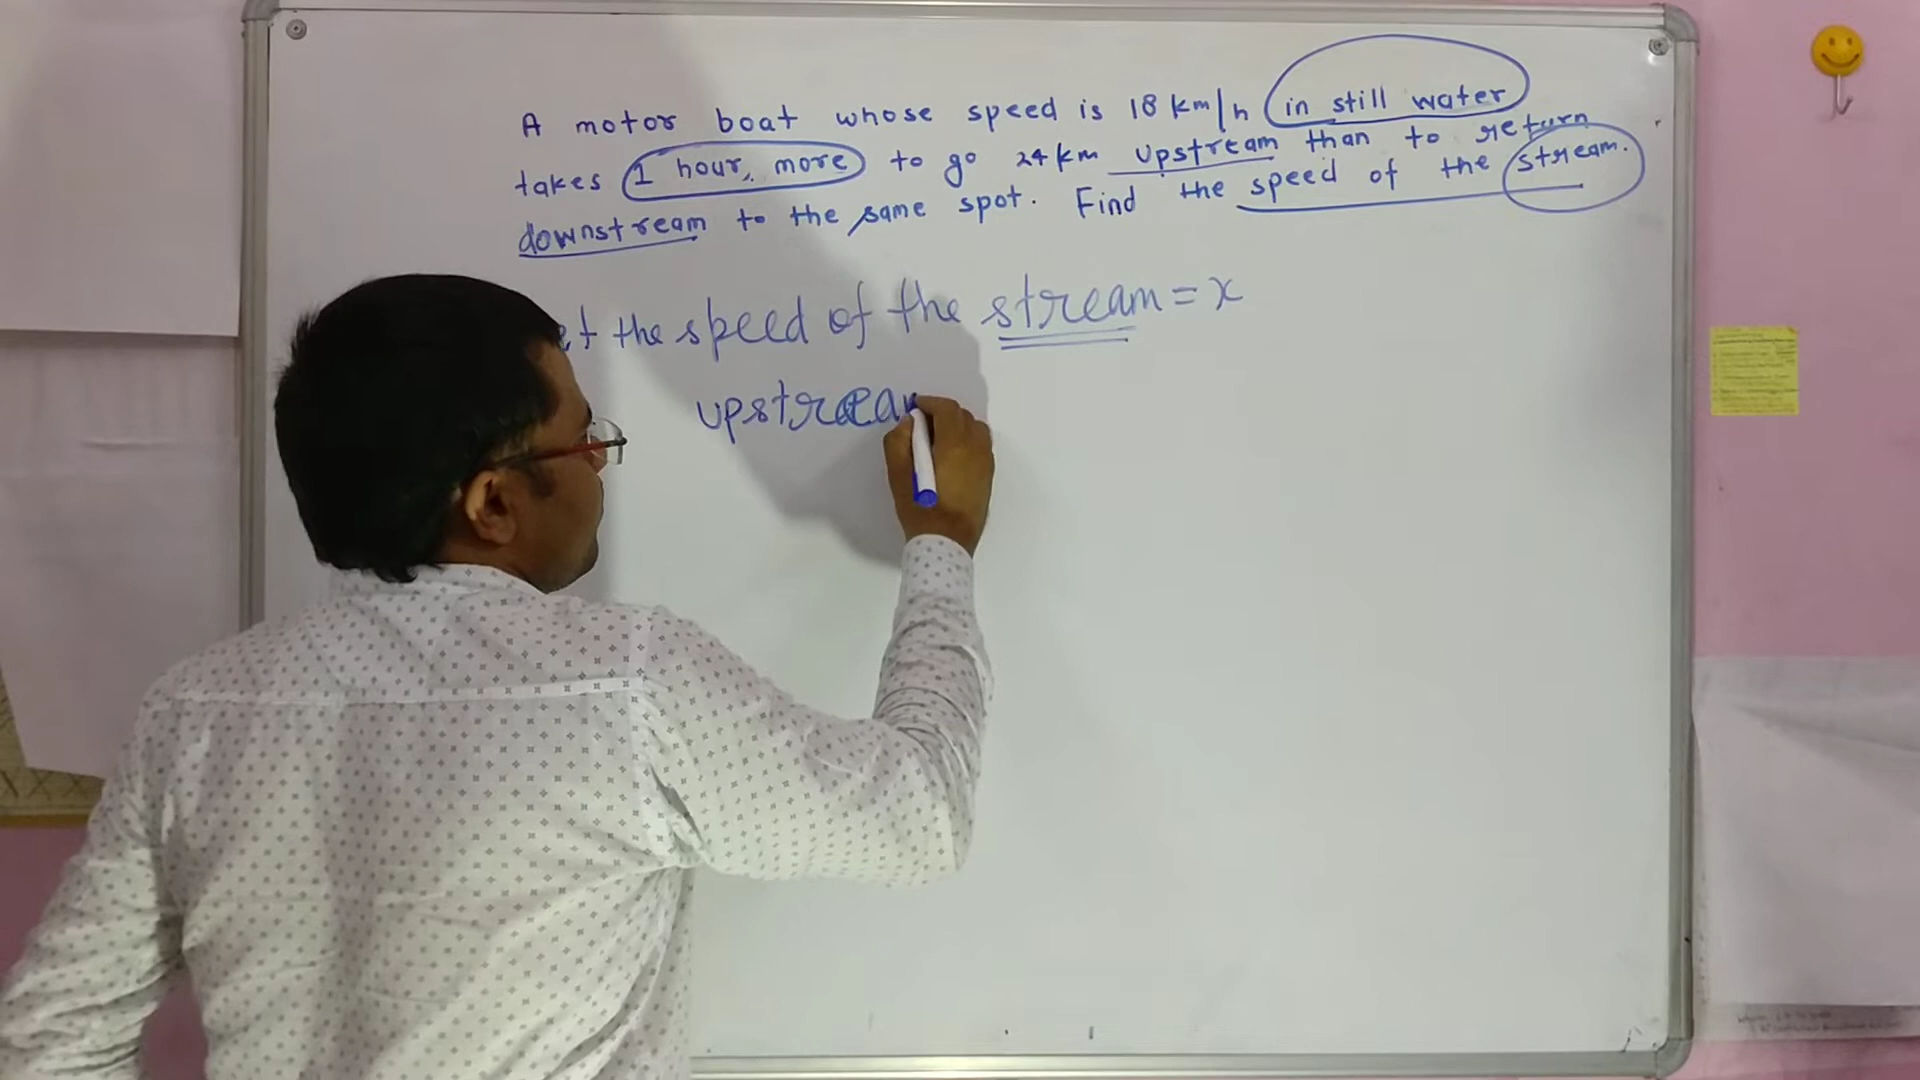 A motor boat whose speed is 18 km/h in still water
takes 1 hour, more to go 24 km upstream than to return
downstream to the same spot. Find the speed of the stream.
the speed of the stream = x
upstrea